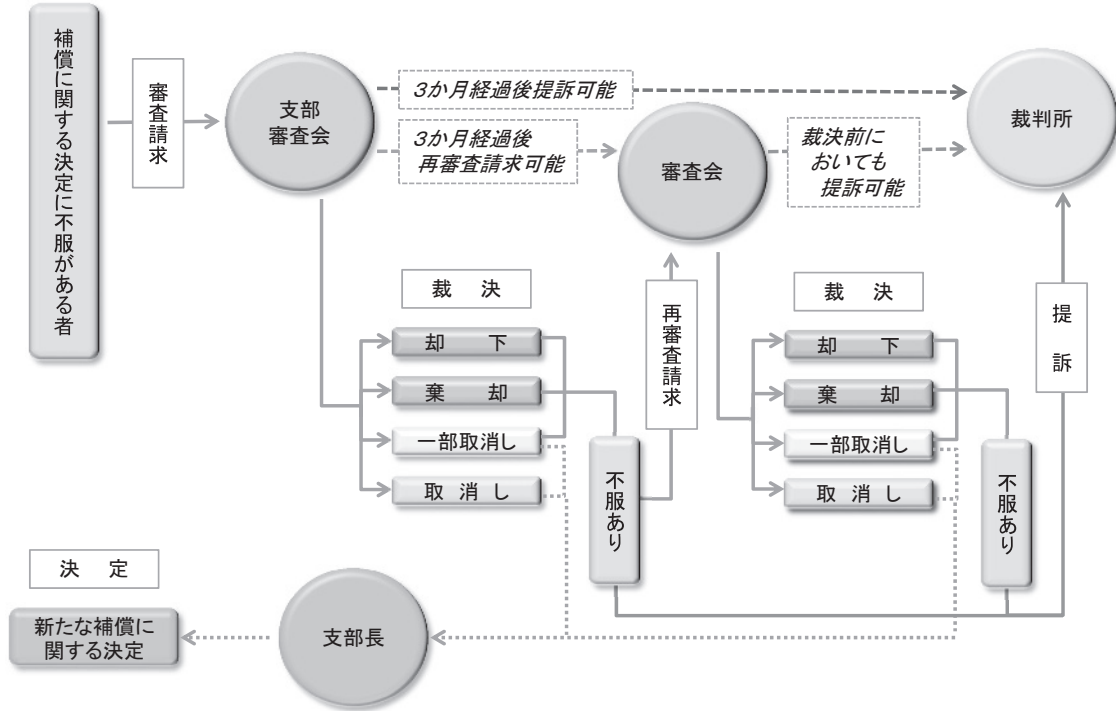 補償に関する決定に不服がある者
審査請求
支部
審査会
3か月経過後提訴可能
3か月経過後
再審査請求可能
審査会
裁決前に
おいても
提訴可能
裁判所
裁　決
却　下
棄　却
一部取消し
取 消 し
不服あり
再審査請求
裁　決
却　下
棄　却
一部取消し
取 消 し
不服あり
提　訴
決　定
新たな補償に
関する決定
支部長